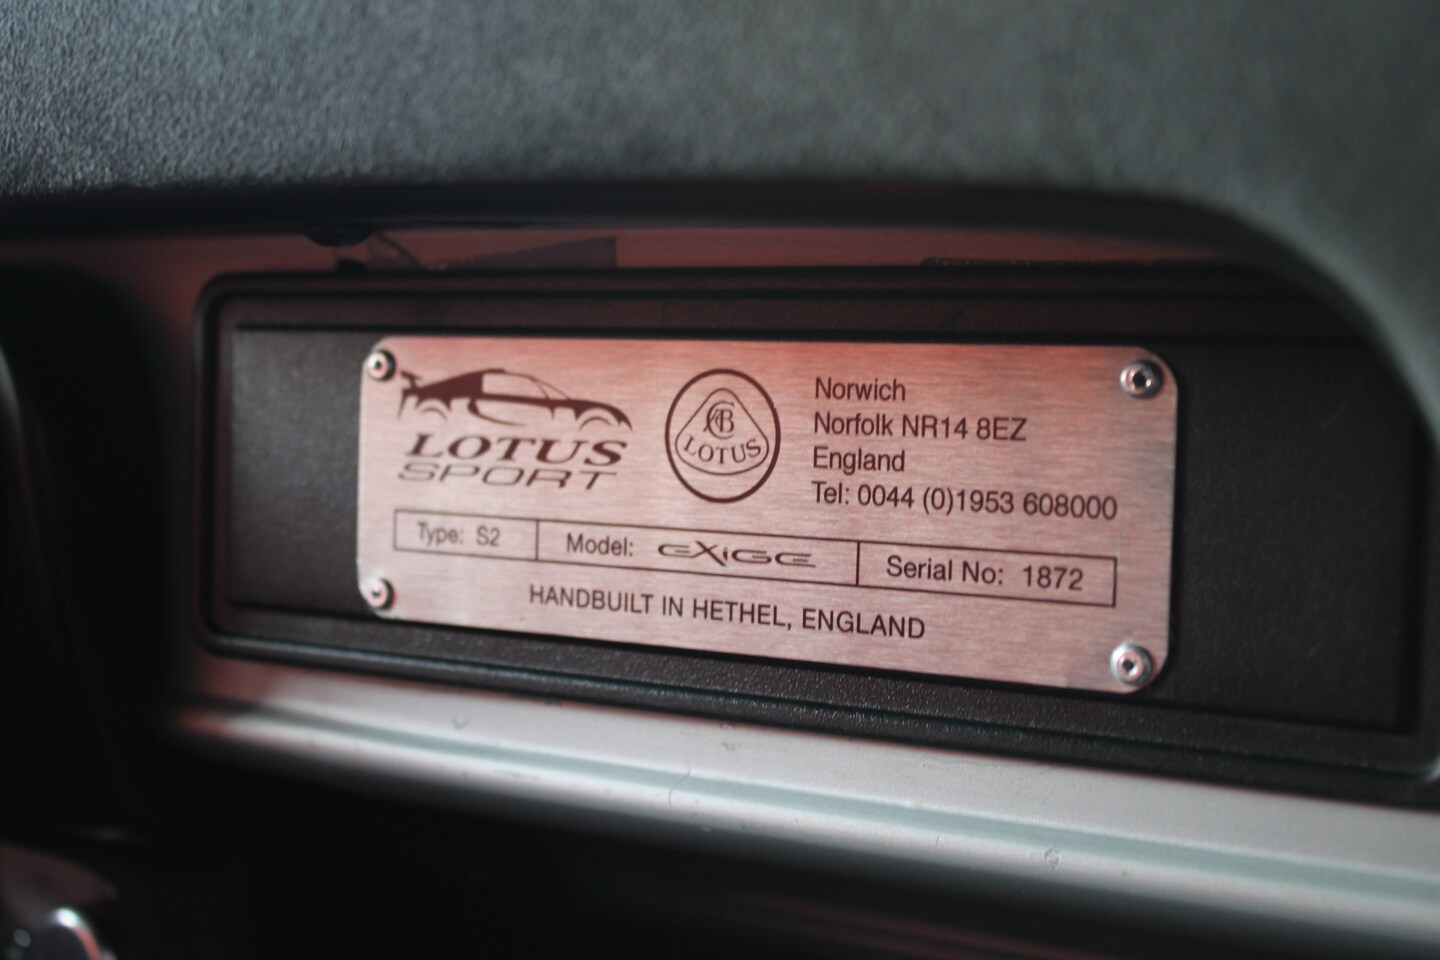 LOTUS
SPORT
ACBC
LOTUS
Norwich
Norfolk NR14 8EZ
England
Tel: 0044 (0)1953 608000
Type: S2
Model: EXIGE
Serial No: 1872
HANDBUILT IN HETHEL, ENGLAND